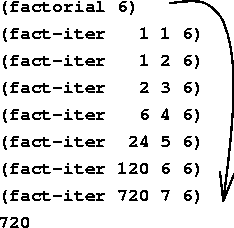 (factorial 6)
(fact-iter 1 1 6)
(fact-iter 1 2 6)
(fact-iter 2 3 6)
(fact-iter 6 4 6)
(fact-iter 24 5 6)
(fact-iter 120 6 6)
(fact-iter 720 7 6)
720